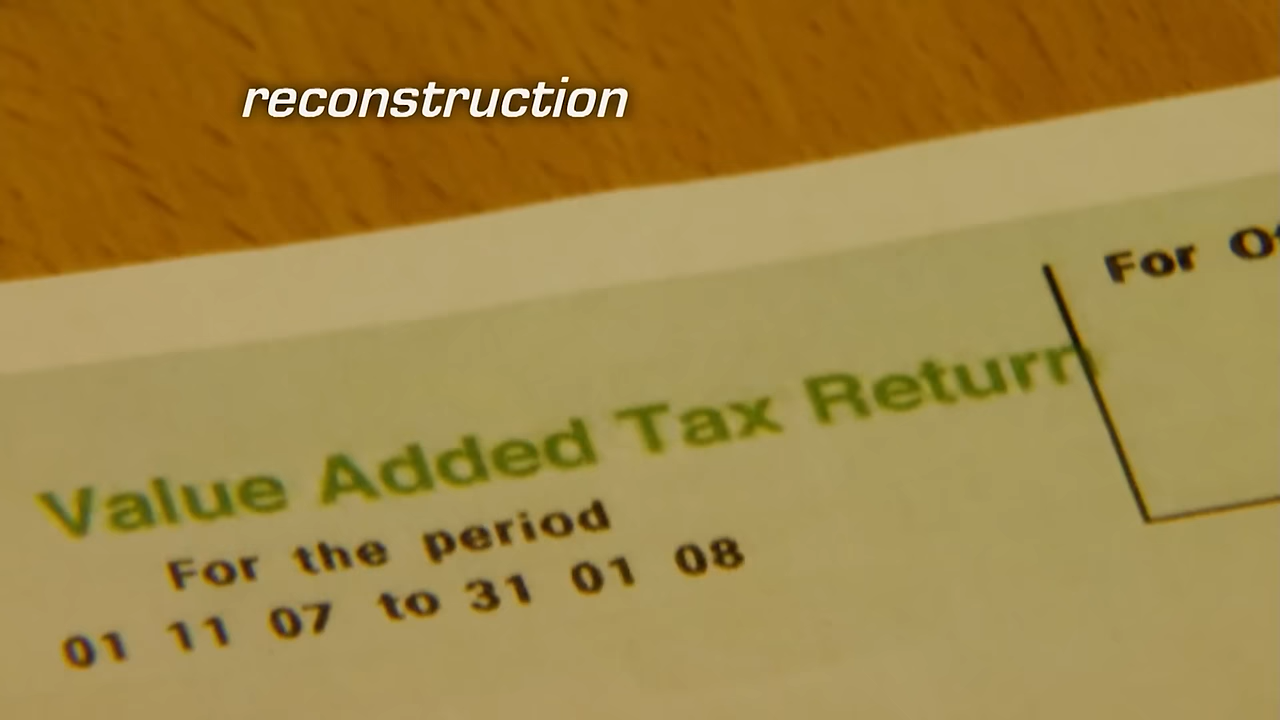 reconstruction
For
Value Added Tax Return
For the period
01 11 07 to 31 01 08